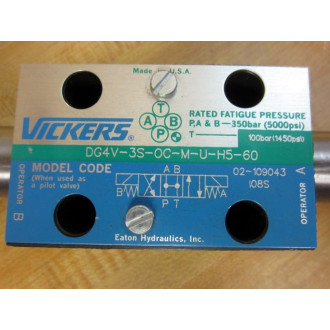 Made in U.S.A.
VICKERS®
T
A B
P
RATED FATIGUE PRESSURE
P,A & B—350bar (5000psi)
T 100bar (1450psi)
DG4V-3S-OC-M-U-H5-60
MODEL CODE
(When used as
a pilot valve)
OPERATOR B
A B
P T
02-109043
108S
OPERATOR A
Eaton Hydraulics, Inc.